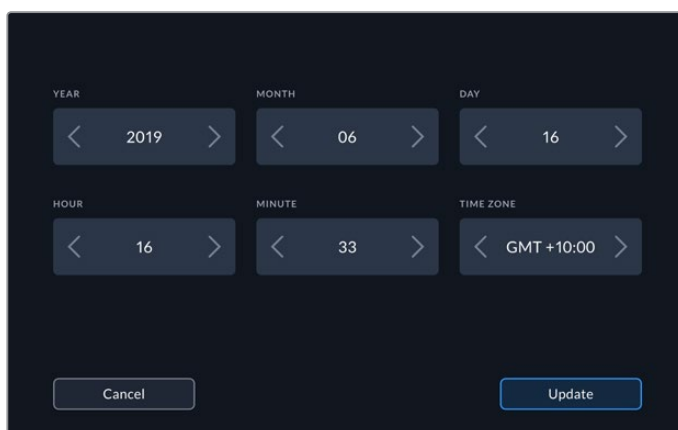 YEAR MONTH DAY
2019 06 16
HOUR MINUTE TIME ZONE
16 33 GMT +10:00
Cancel Update